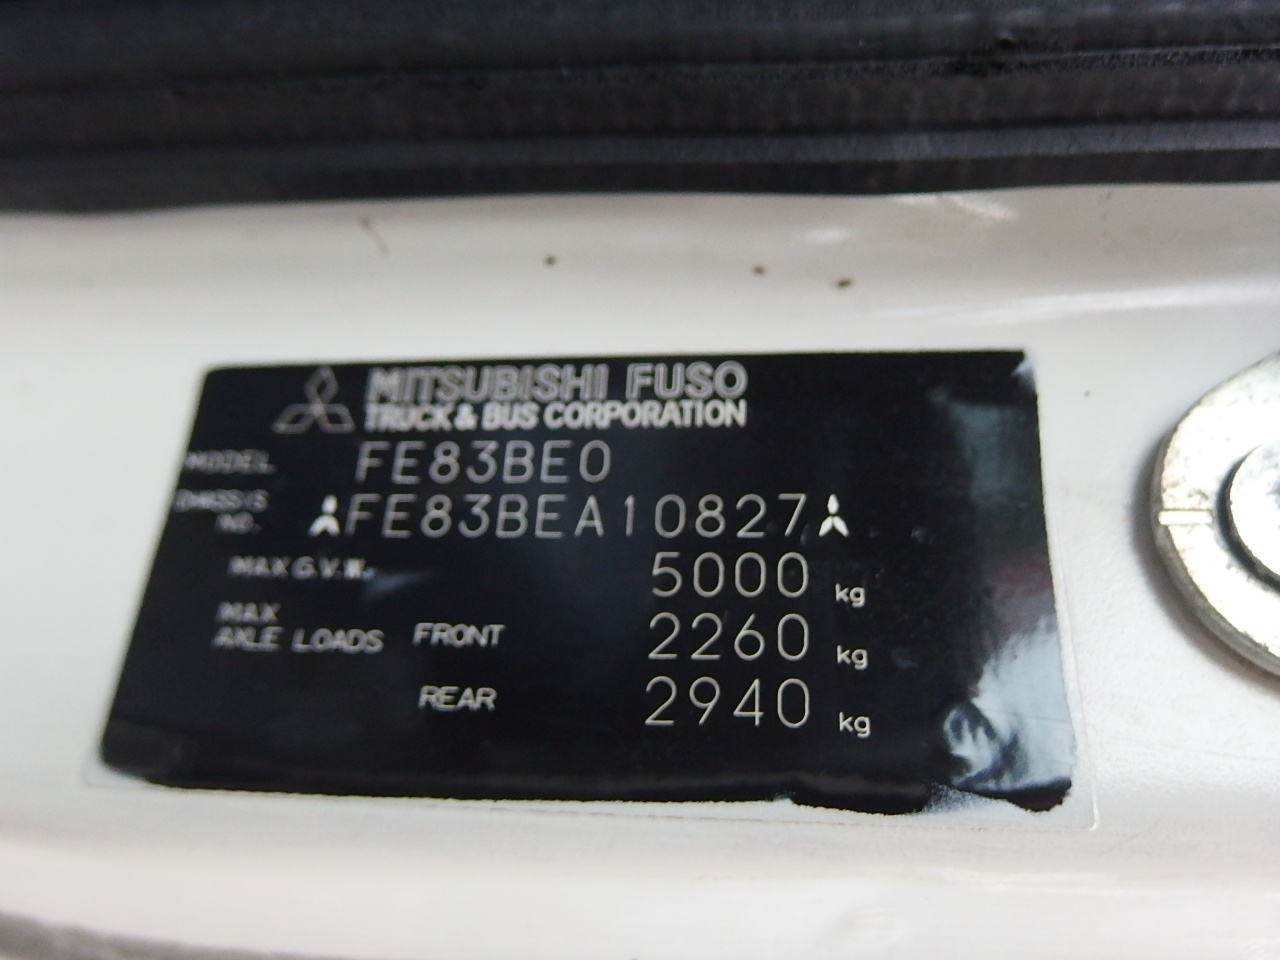 MITSUBISHI FUSO
TRUCK & BUS CORPORATION
MODEL FE83BE0
CHASSIS NO. FE83BEA10827
MAX G.V.W. 5000 kg
MAX AXLE LOADS FRONT 2260 kg
REAR 2940 kg